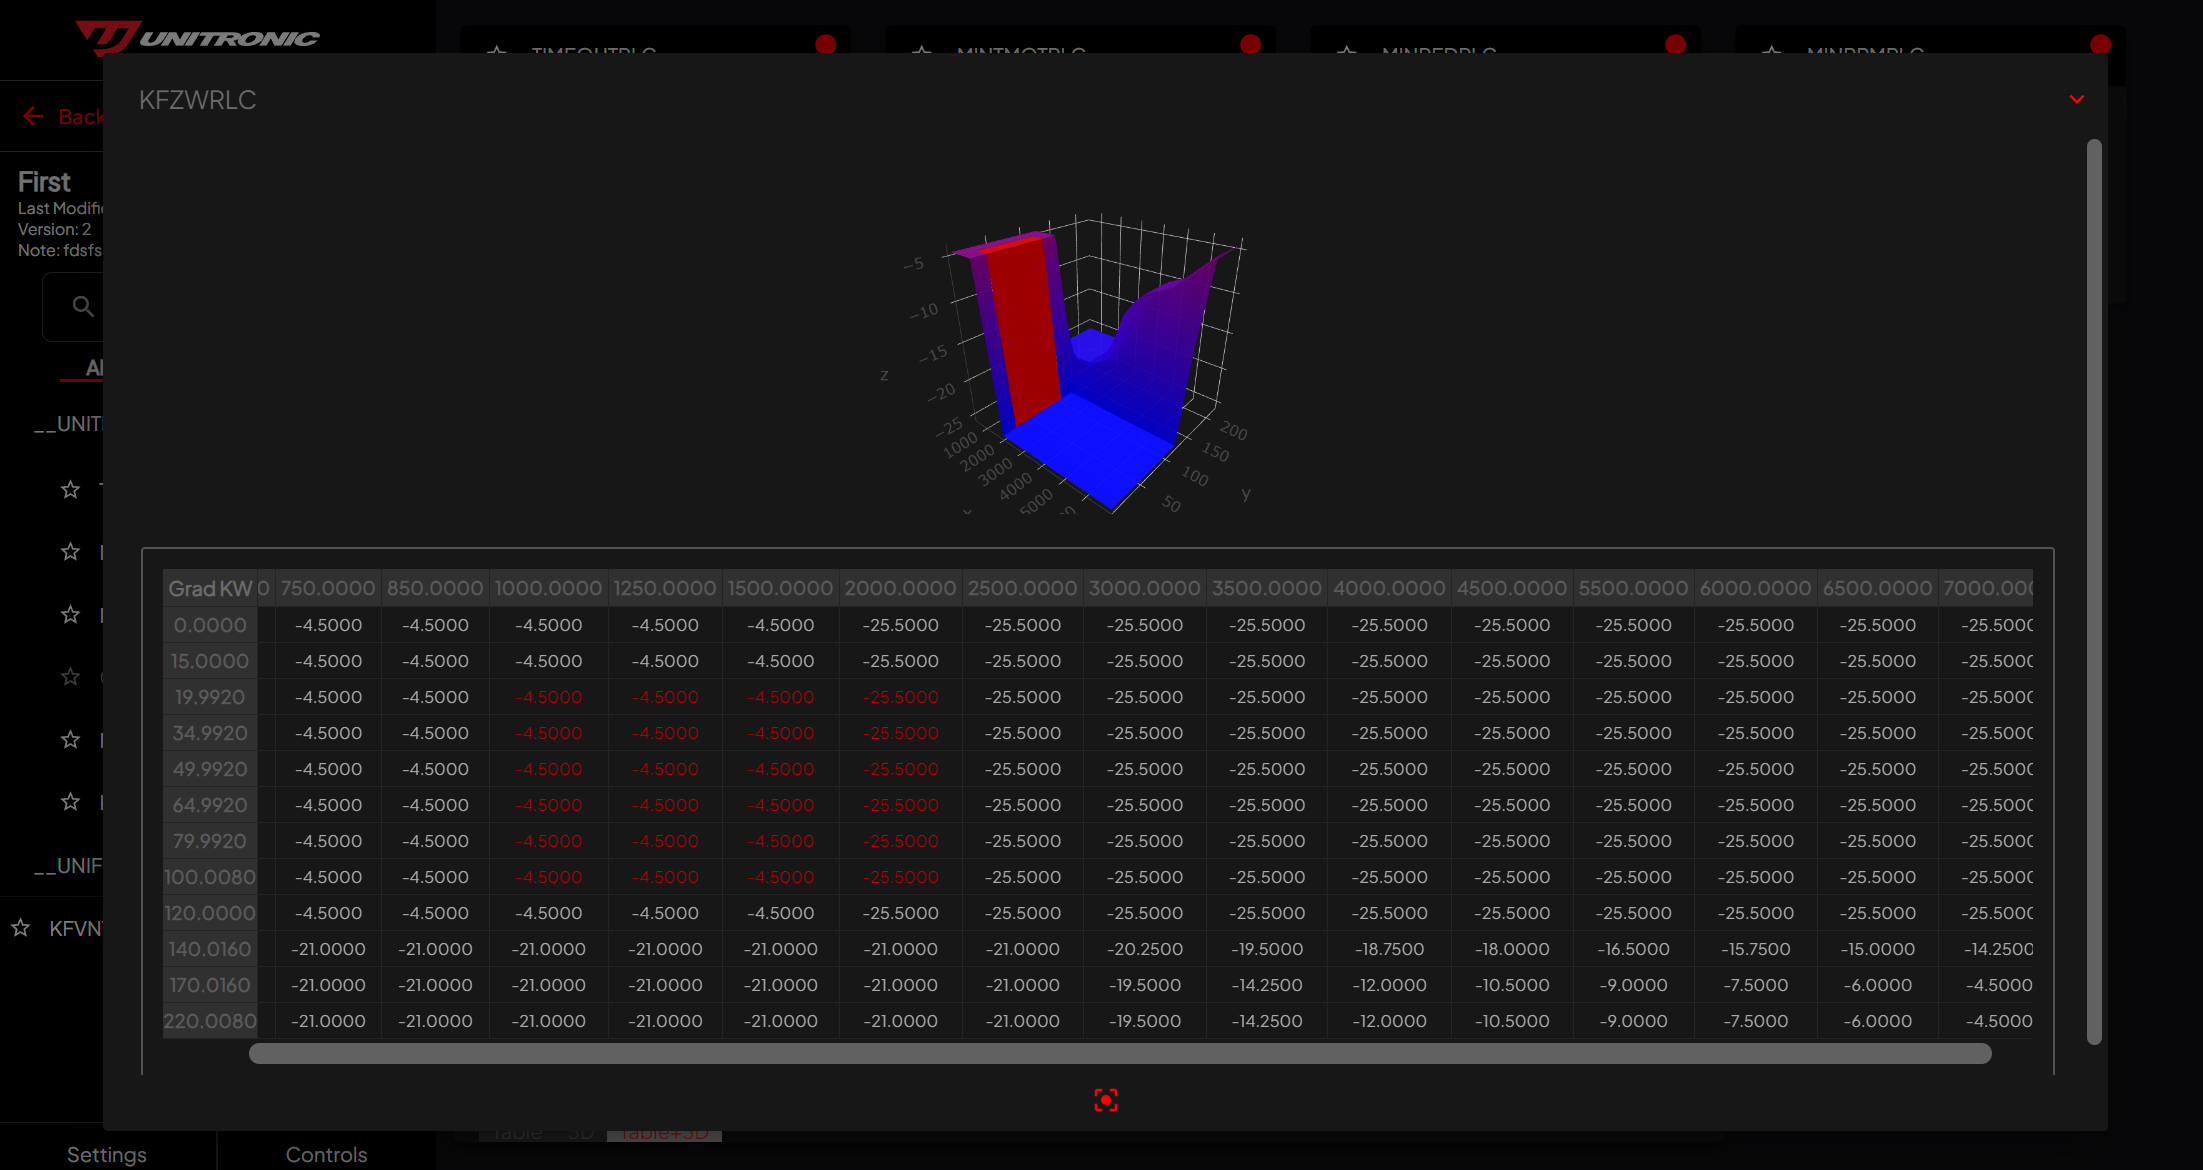 UNITRONIC
Back
First
Last Modifi
Version: 2
Note: fdsfs
__UNIT
__UNIF
KFVN
Settings
Controls
KFZWRLC
−5
−10
−15
−20
−25
z
1000
2000
3000
4000
5000
200
150
100
50
y
Grad KW 0 750.0000 850.0000 1000.0000 1250.0000 1500.0000 2000.0000 2500.0000 3000.0000 3500.0000 4000.0000 4500.0000 5500.0000 6000.0000 6500.0000 7000.000
0.0000 -4.5000 -4.5000 -4.5000 -4.5000 -4.5000 -25.5000 -25.5000 -25.5000 -25.5000 -25.5000 -25.5000 -25.5000 -25.5000 -25.5000 -25.5000
15.0000 -4.5000 -4.5000 -4.5000 -4.5000 -4.5000 -25.5000 -25.5000 -25.5000 -25.5000 -25.5000 -25.5000 -25.5000 -25.5000 -25.5000 -25.5000
19.9920 -4.5000 -4.5000 -4.5000 -4.5000 -4.5000 -25.5000 -25.5000 -25.5000 -25.5000 -25.5000 -25.5000 -25.5000 -25.5000 -25.5000 -25.5000
34.9920 -4.5000 -4.5000 -4.5000 -4.5000 -4.5000 -25.5000 -25.5000 -25.5000 -25.5000 -25.5000 -25.5000 -25.5000 -25.5000 -25.5000 -25.5000
49.9920 -4.5000 -4.5000 -4.5000 -4.5000 -4.5000 -25.5000 -25.5000 -25.5000 -25.5000 -25.5000 -25.5000 -25.5000 -25.5000 -25.5000 -25.5000
64.9920 -4.5000 -4.5000 -4.5000 -4.5000 -4.5000 -25.5000 -25.5000 -25.5000 -25.5000 -25.5000 -25.5000 -25.5000 -25.5000 -25.5000 -25.5000
79.9920 -4.5000 -4.5000 -4.5000 -4.5000 -4.5000 -25.5000 -25.5000 -25.5000 -25.5000 -25.5000 -25.5000 -25.5000 -25.5000 -25.5000 -25.5000
100.0080 -4.5000 -4.5000 -4.5000 -4.5000 -4.5000 -25.5000 -25.5000 -25.5000 -25.5000 -25.5000 -25.5000 -25.5000 -25.5000 -25.5000 -25.5000
120.0000 -4.5000 -4.5000 -4.5000 -4.5000 -4.5000 -25.5000 -25.5000 -25.5000 -25.5000 -25.5000 -25.5000 -25.5000 -25.5000 -25.5000 -25.5000
140.0160 -21.0000 -21.0000 -21.0000 -21.0000 -21.0000 -21.0000 -21.0000 -20.2500 -19.5000 -18.7500 -18.0000 -16.5000 -15.7500 -15.0000 -14.2500
170.0160 -21.0000 -21.0000 -21.0000 -21.0000 -21.0000 -21.0000 -21.0000 -19.5000 -14.2500 -12.0000 -10.5000 -9.0000 -7.5000 -6.0000 -4.5000
220.0080 -21.0000 -21.0000 -21.0000 -21.0000 -21.0000 -21.0000 -21.0000 -19.5000 -14.2500 -12.0000 -10.5000 -9.0000 -7.5000 -6.0000 -4.5000
Table 3D Table+3D